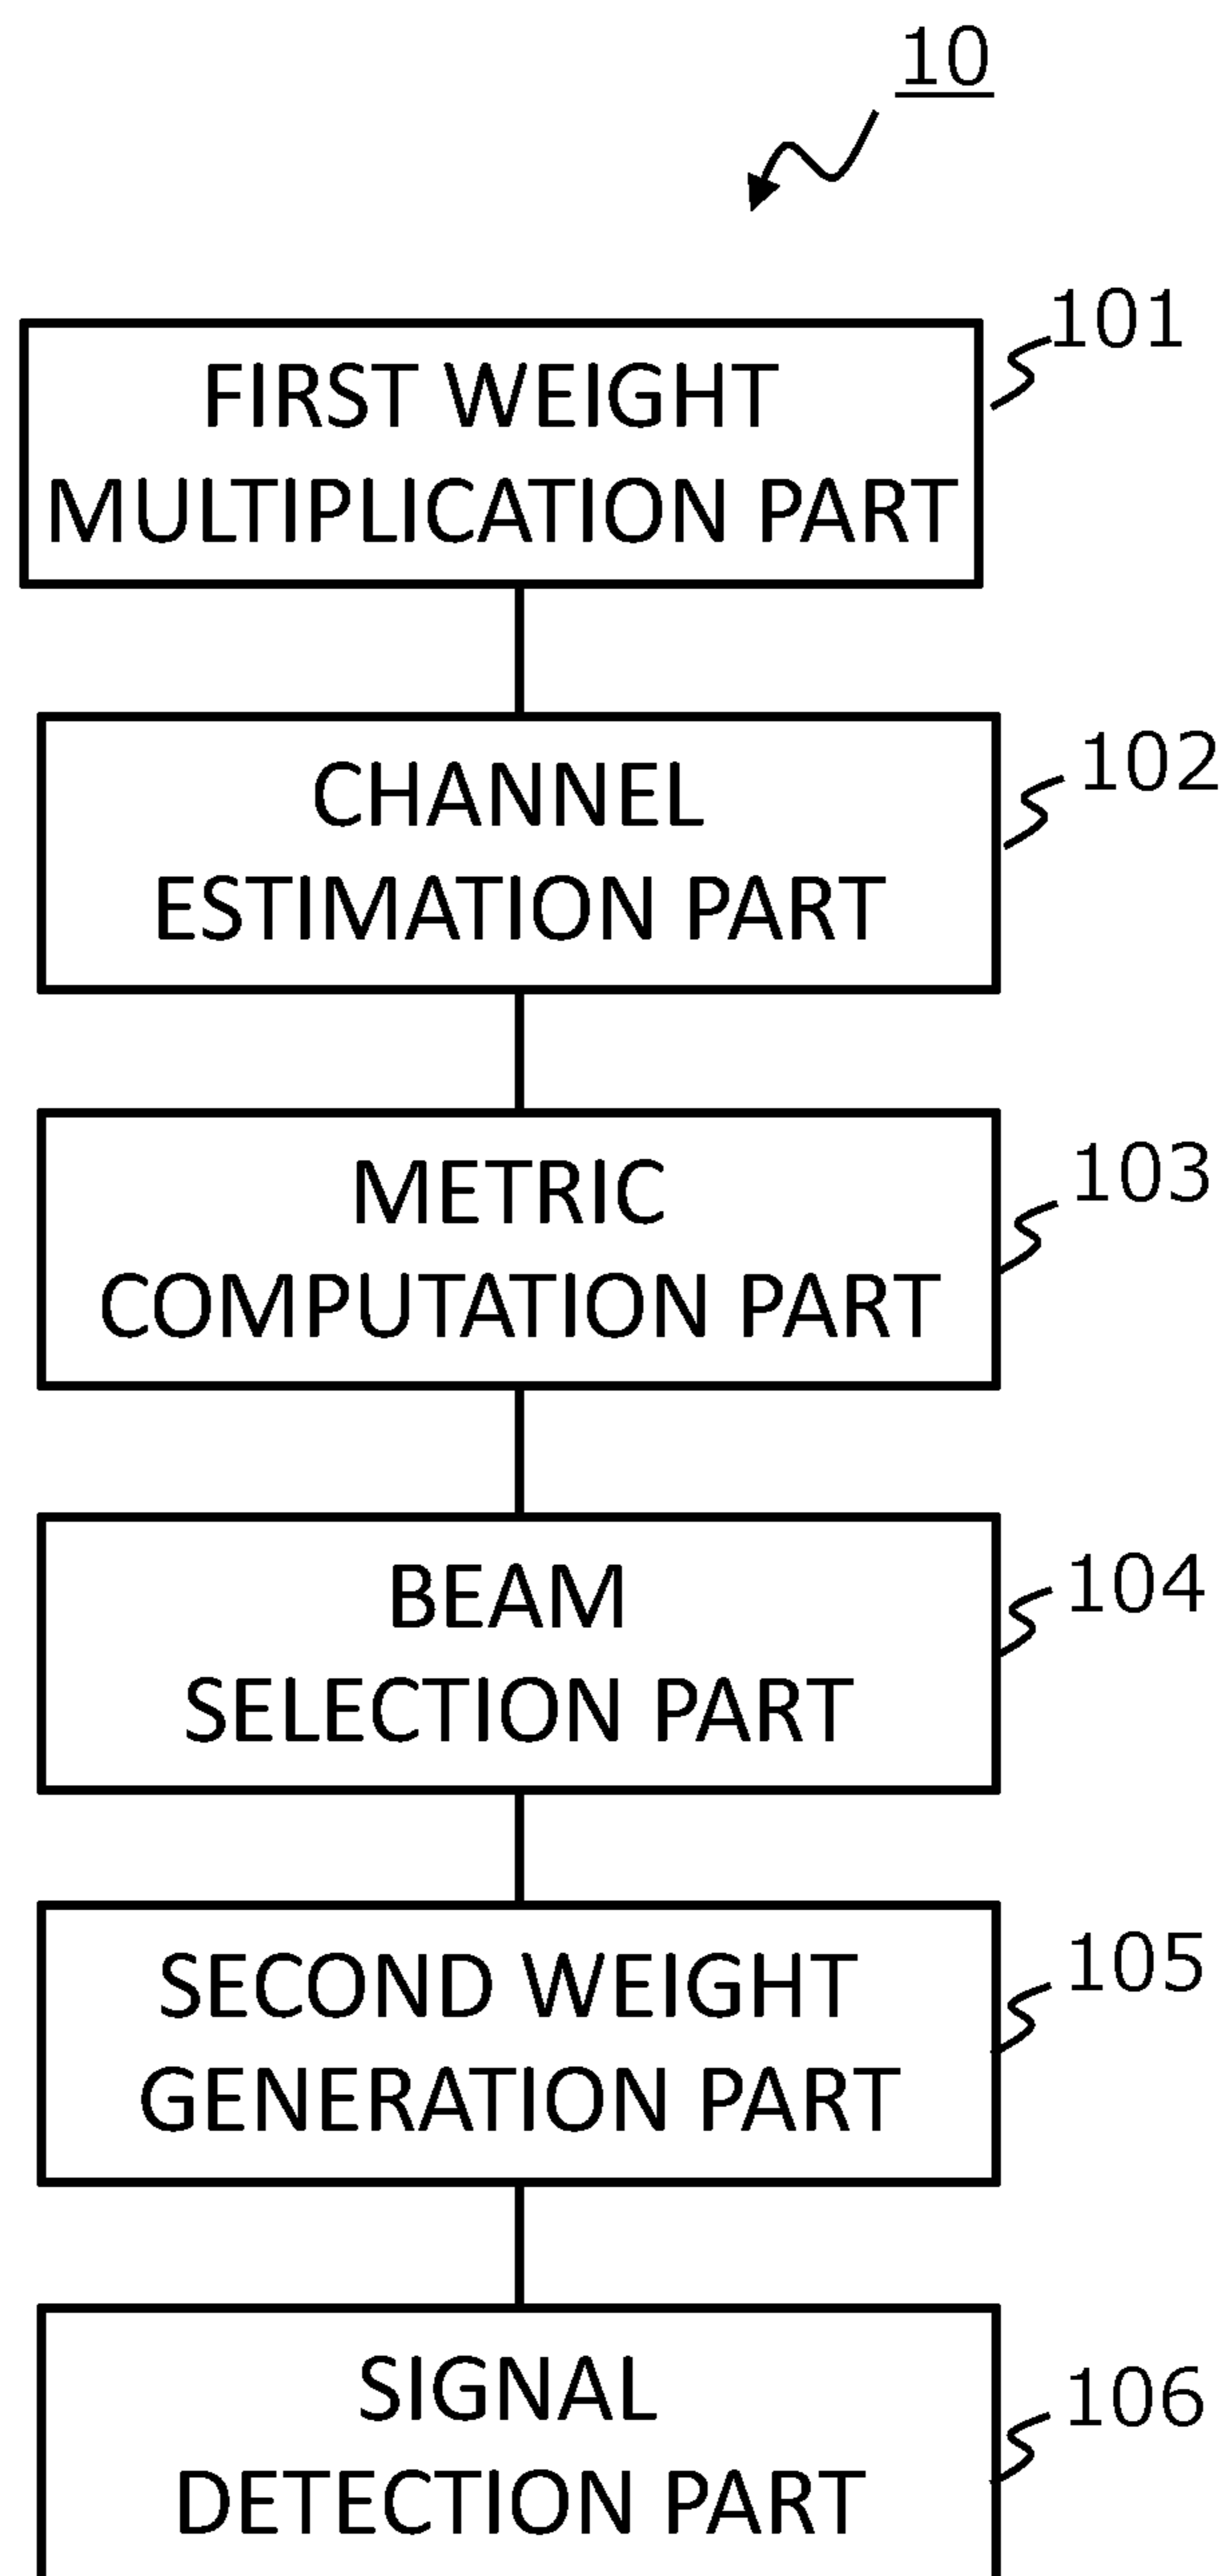 10
FIRST WEIGHT
MULTIPLICATION PART
101
CHANNEL
ESTIMATION PART
102
METRIC
COMPUTATION PART
103
BEAM
SELECTION PART
104
SECOND WEIGHT
GENERATION PART
105
SIGNAL
DETECTION PART
106